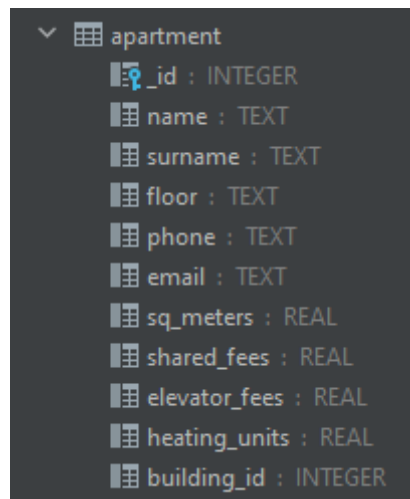 apartment
_id : INTEGER
name : TEXT
surname : TEXT
floor : TEXT
phone : TEXT
email : TEXT
sq_meters : REAL
shared_fees : REAL
elevator_fees : REAL
heating_units : REAL
building_id : INTEGER